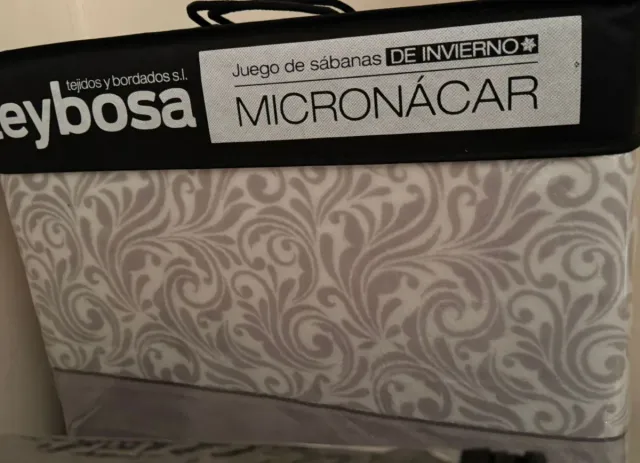 tejidos y bordados s.l.
eybosa
Juego de sábanas DE INVIERNO
MICRONÁCAR